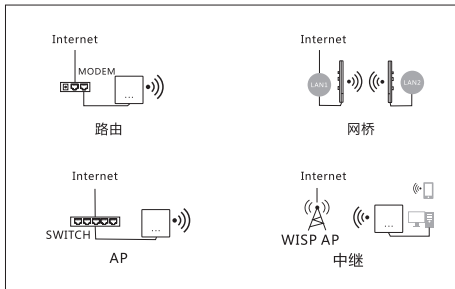 Internet
MODEM
路由
Internet
LAN1
LAN2
网桥
Internet
SWITCH
AP
Internet
WISP AP
中继